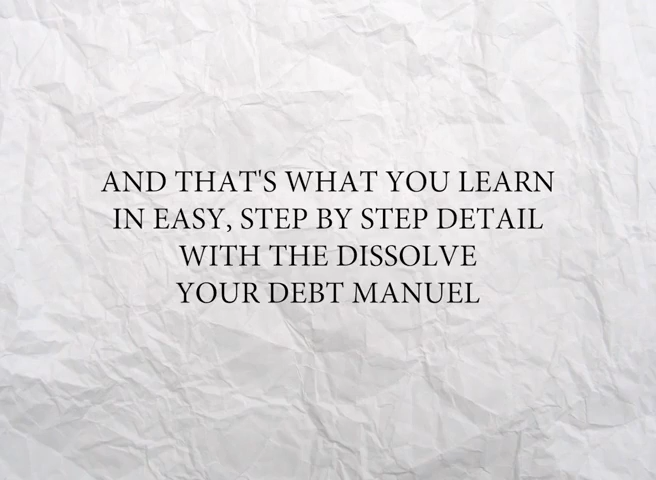 AND THAT'S WHAT YOU LEARN
IN EASY, STEP BY STEP DETAIL
WITH THE DISSOLVE
YOUR DEBT MANUEL